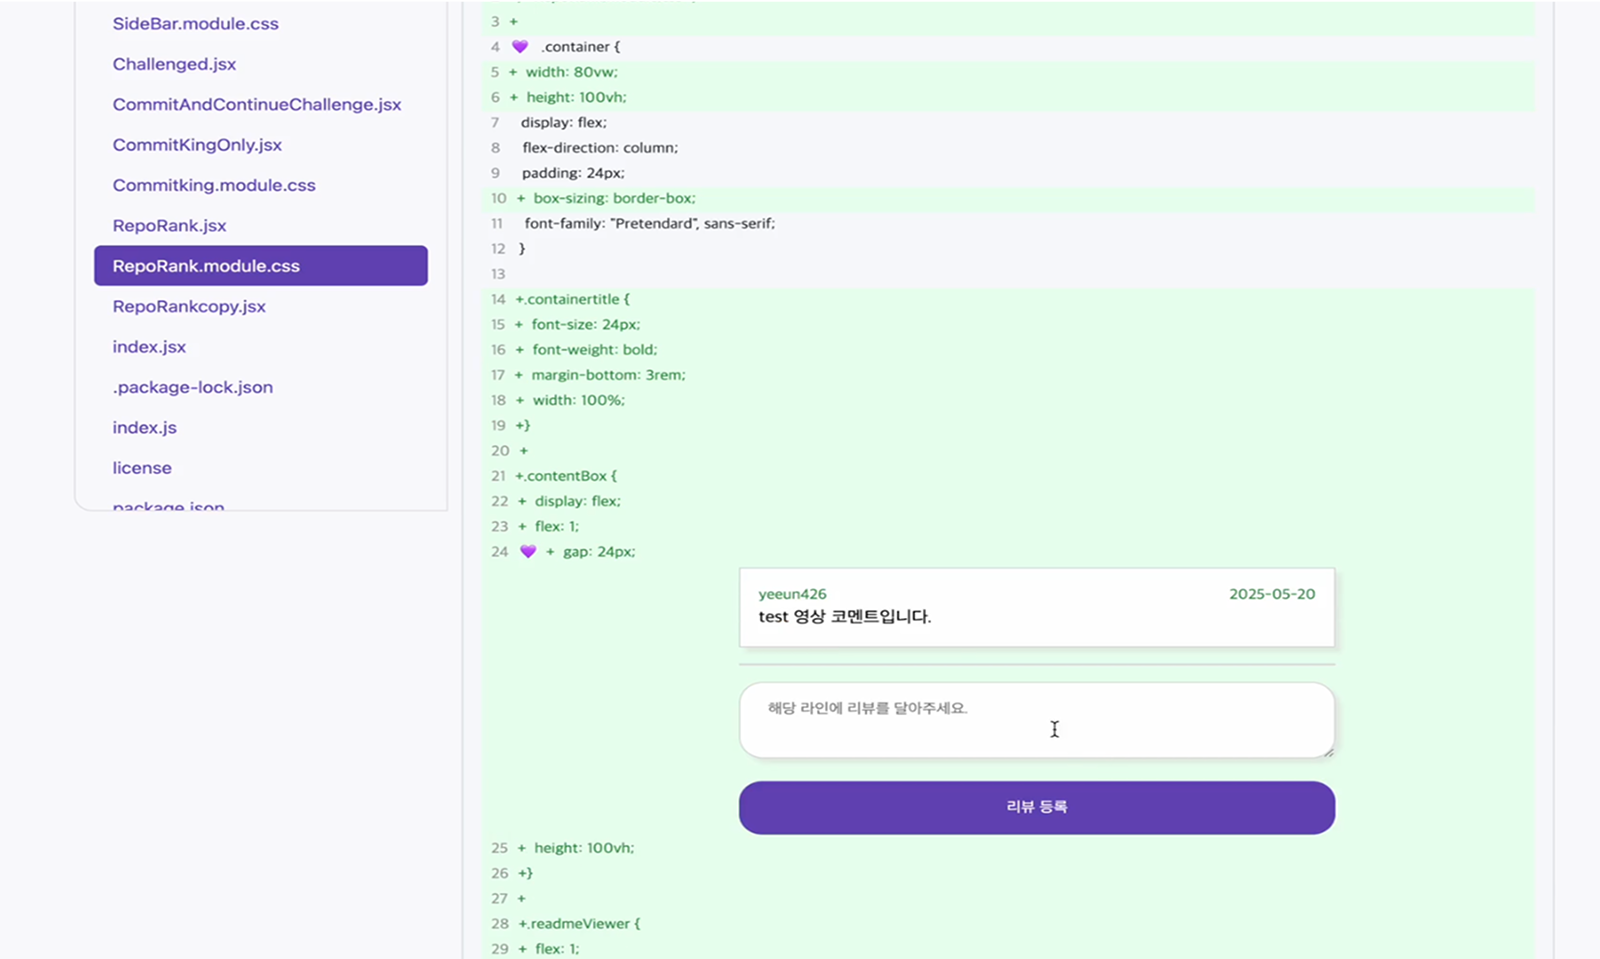 SideBar.module.css
Challenged.jsx
CommitAndContinueChallenge.jsx
CommitKingOnly.jsx
Commitking.module.css
RepoRank.jsx
RepoRank.module.css
RepoRankcopy.jsx
index.jsx
.package-lock.json
index.js
license
package.json
3 +
4 💜 .container {
5 + width: 80vw;
6 + height: 100vh;
7 display: flex;
8 flex-direction: column;
9 padding: 24px;
10 + box-sizing: border-box;
11 font-family: "Pretendard", sans-serif;
12 }
13
14 +.containertitle {
15 + font-size: 24px;
16 + font-weight: bold;
17 + margin-bottom: 3rem;
18 + width: 100%;
19 +}
20 +
21 +.contentBox {
22 + display: flex;
23 + flex: 1;
24 💜 + gap: 24px;
yeeun426 2025-05-20
test 영상 코멘트입니다.
해당 라인에 리뷰를 달아주세요.
리뷰 등록
25 + height: 100vh;
26 +}
27 +
28 +.readmeViewer {
29 + flex: 1;